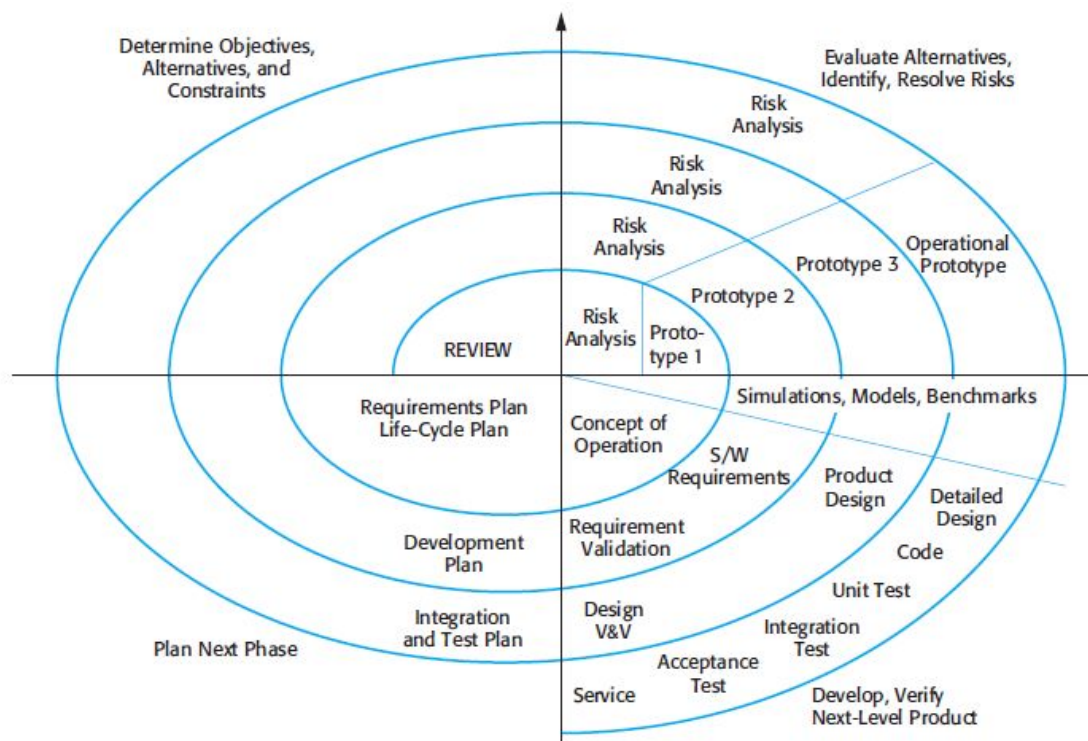 Determine Objectives,
Alternatives, and
Constraints
Evaluate Alternatives,
Identify, Resolve Risks
Risk
Analysis
Risk
Analysis
Risk
Analysis
Operational
Prototype
Prototype 3
Prototype 2
Risk
Analysis
Proto-
type 1
REVIEW
Requirements Plan
Life-Cycle Plan
Concept of
Operation
Simulations, Models, Benchmarks
S/W
Requirements
Product
Design
Detailed
Design
Development
Plan
Requirement
Validation
Code
Unit Test
Integration
and Test Plan
Design
V&V
Integration
Test
Plan Next Phase
Acceptance
Test
Service
Develop, Verify
Next-Level Product